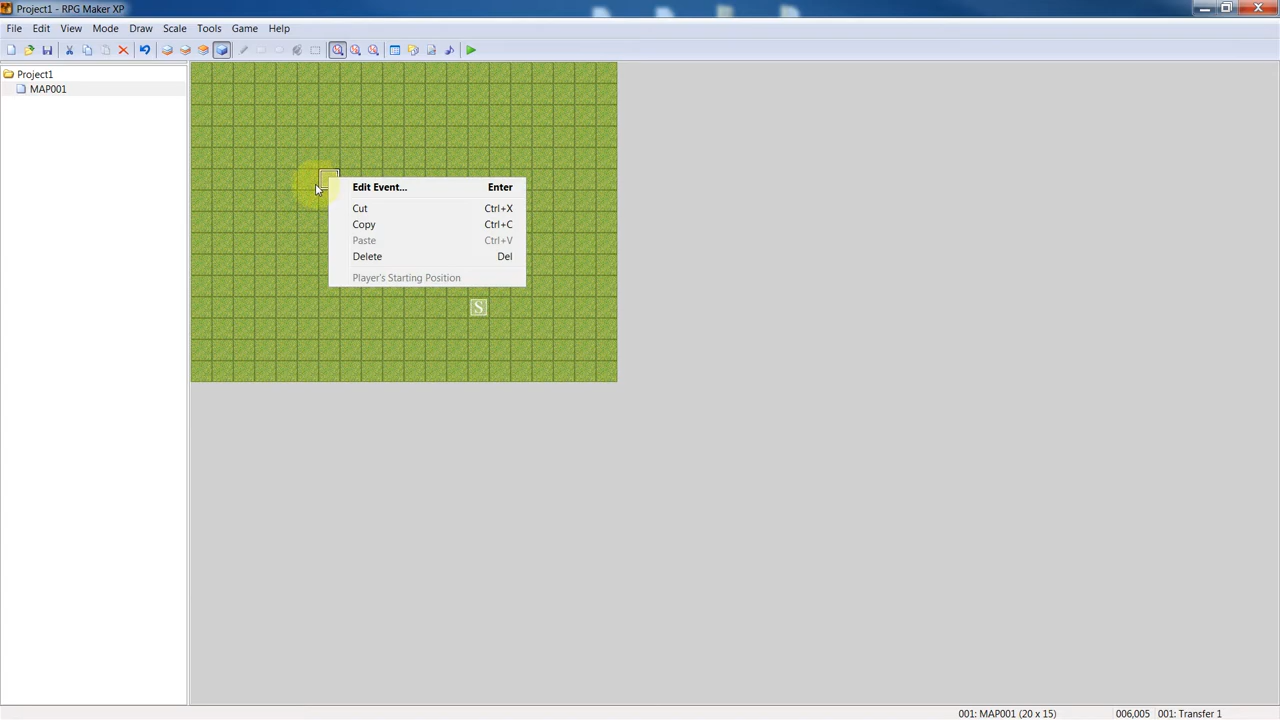 Project1 - RPG Maker XP
File Edit View Mode Draw Scale Tools Game Help
Project1
MAP001
Edit Event... Enter
Cut Ctrl+X
Copy Ctrl+C
Paste Ctrl+V
Delete Del
Player's Starting Position
S
001: MAP001 (20 x 15) 006,005 001: Transfer 1